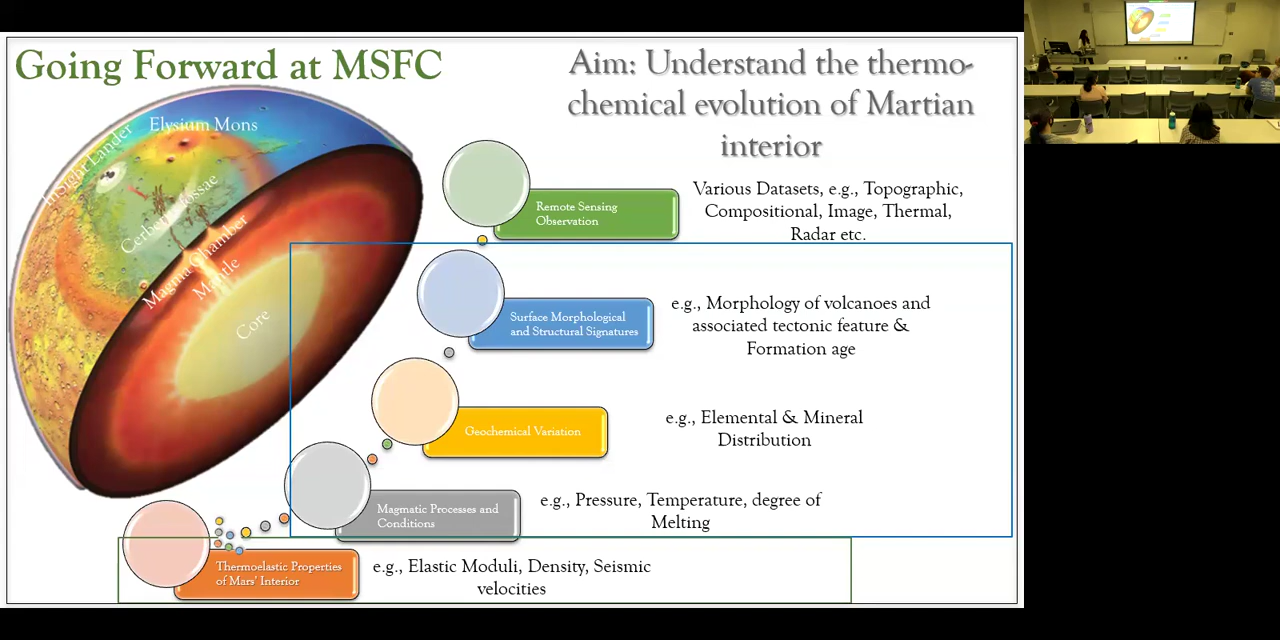 Going Forward at MSFC
Aim: Understand the thermo-
chemical evolution of Martian
interior
Elysium Mons
InSight Lander
Cerberus Fossae
Magma Chamber
Mantle
Core
Remote Sensing
Observation
Various Datasets, e.g., Topographic,
Compositional, Image, Thermal,
Radar etc.
Surface Morphological
and Structural Signatures
e.g., Morphology of volcanoes and
associated tectonic feature &
Formation age
Geochemical Variation
e.g., Elemental & Mineral
Distribution
Magmatic Processes and
Conditions
e.g., Pressure, Temperature, degree of
Melting
Thermoelastic Properties
of Mars' Interior
e.g., Elastic Moduli, Density, Seismic
velocities